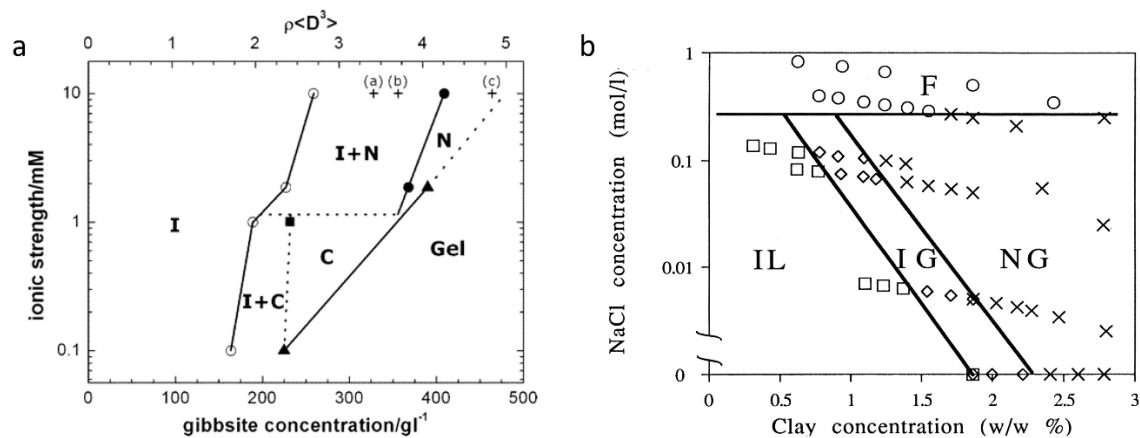 a
ρ<D³>
0 1 2 3 4 5
(a) (b) (c)
10
1
0.1
ionic strength/mM
I
I+N
N
C
Gel
I+C
0 100 200 300 400 500
gibbsite concentration/gl⁻¹
b
1
0.1
0.01
0
NaCl concentration (mol/l)
F
IL
IG
NG
0 0.5 1 1.5 2 2.5 3
Clay concentration (w/w %)